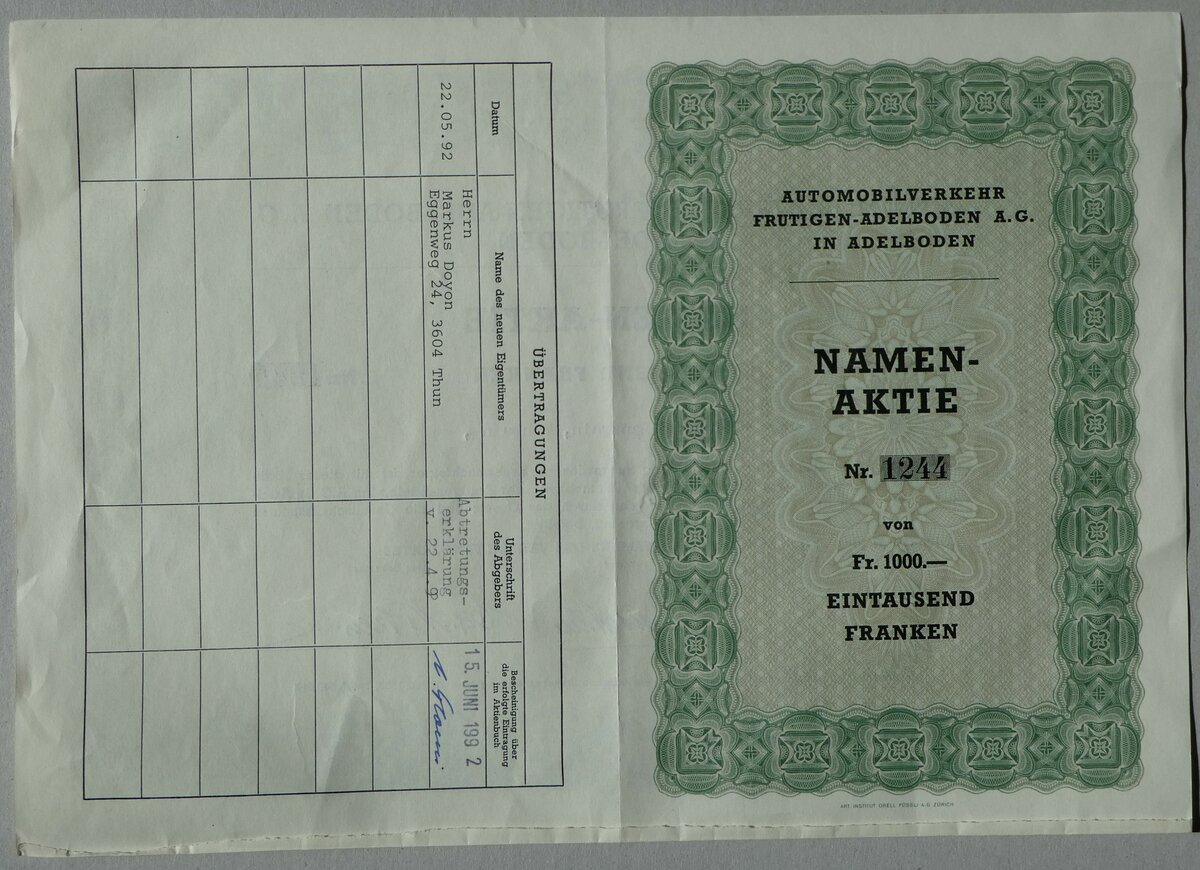 AUTOMOBILVERKEHR
FRUTIGEN-ADELBODEN A.G.
IN ADELBODEN
NAMEN-
AKTIE
Nr. 1244
von
Fr. 1000.—
EINTAUSEND
FRANKEN
ART. INSTITUT ORELL FÜSSLI A.G. ZÜRICH
ÜBERTRAGUNGEN
Datum
Name des neuen Eigentümers
Unterschrift
des Abgebers
Bescheinigung über
die erfolgte Eintragung
im Aktienbuch
22.05.92
Herrn
Markus Doyon
Eggenweg 24, 3604 Thun
Abtretungs-
erklärung
v. 22.4.9
15. JUNI 1992